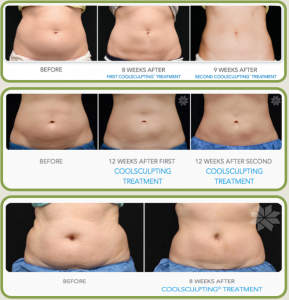 BEFORE
8 WEEKS AFTER
FIRST COOLSCULPTING® TREATMENT
9 WEEKS AFTER
SECOND COOLSCULPTING® TREATMENT
BEFORE
12 WEEKS AFTER FIRST
COOLSCULPTING
TREATMENT
12 WEEKS AFTER SECOND
COOLSCULPTING
TREATMENT
BEFORE
8 WEEKS AFTER
COOLSCULPTING® TREATMENT